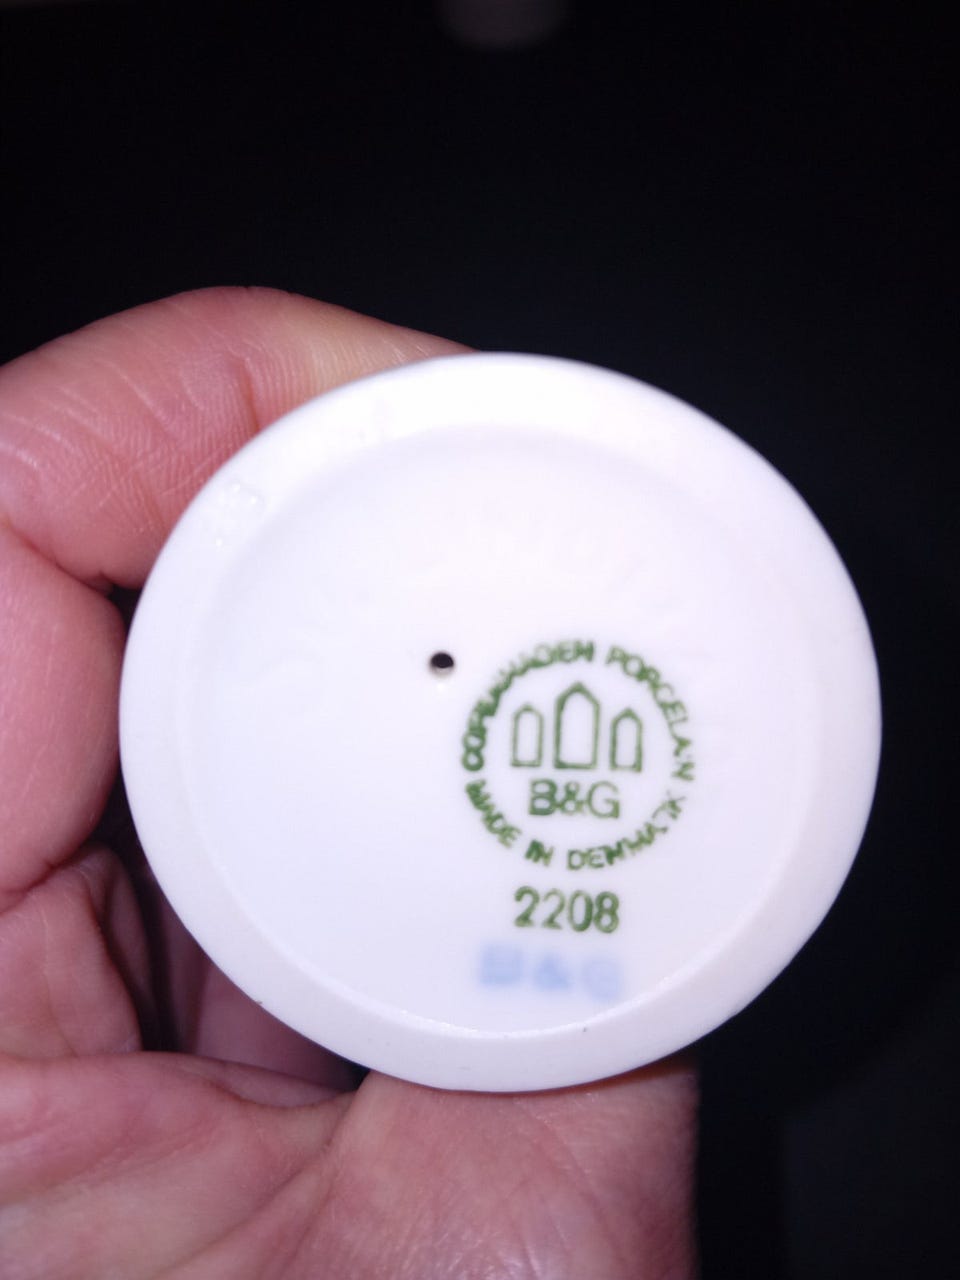 COPENHAGEN PORCELAIN
B&G
MADE IN DENMARK
2208
B&G